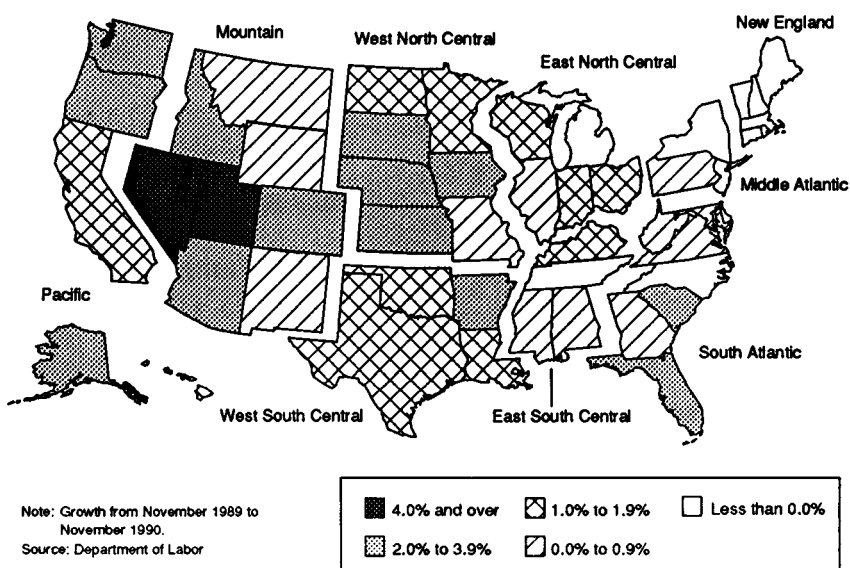 New England
Mountain
West North Central
East North Central
Middle Atlantic
Pacific
South Atlantic
West South Central
East South Central
Note: Growth from November 1989 to
November 1990.
Source: Department of Labor
4.0% and over
1.0% to 1.9%
Less than 0.0%
2.0% to 3.9%
0.0% to 0.9%